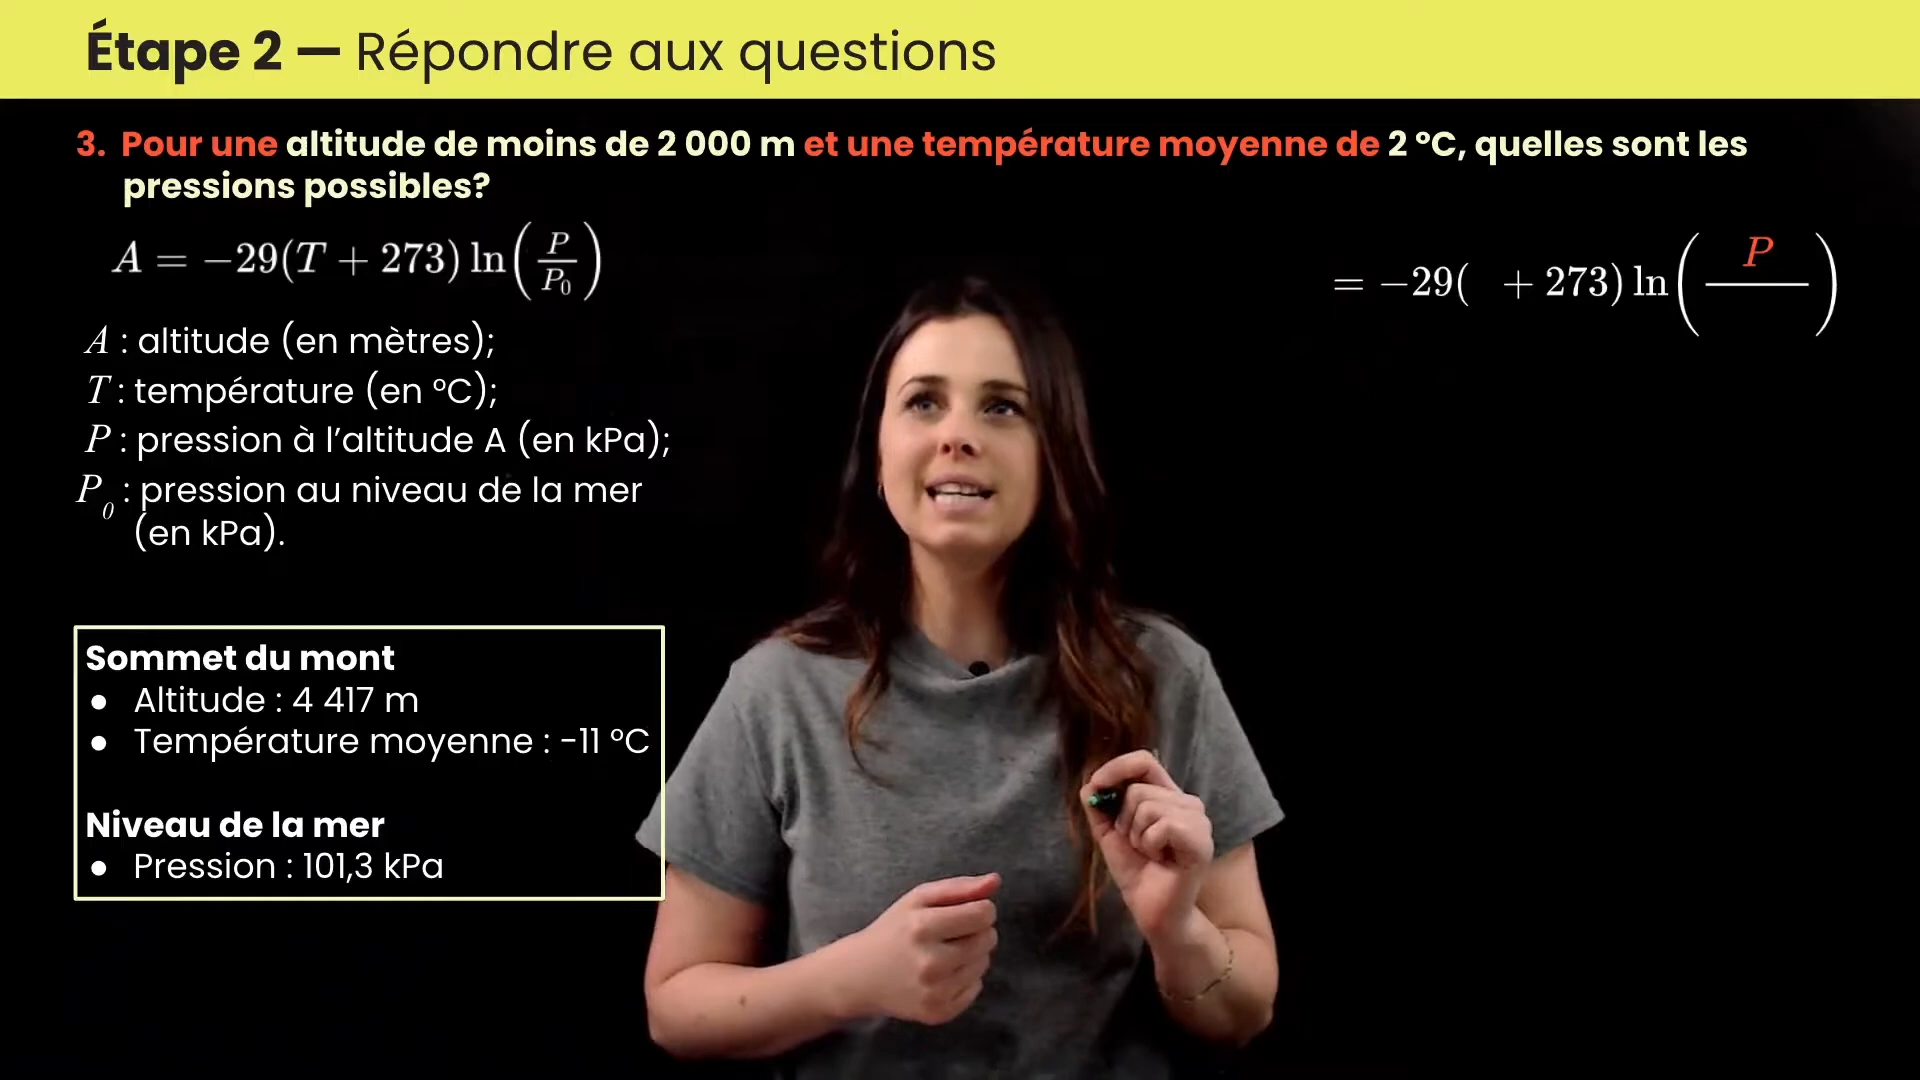 Étape 2 — Répondre aux questions
3. Pour une altitude de moins de 2 000 m et une température moyenne de 2 °C, quelles sont les
pressions possibles?
A = −29(T + 273) ln(P/P₀)
= −29(  + 273) ln(P/ )
A : altitude (en mètres);
T : température (en °C);
P : pression à l’altitude A (en kPa);
P₀ : pression au niveau de la mer
(en kPa).
Sommet du mont
● Altitude : 4 417 m
● Température moyenne : -11 °C
Niveau de la mer
● Pression : 101,3 kPa